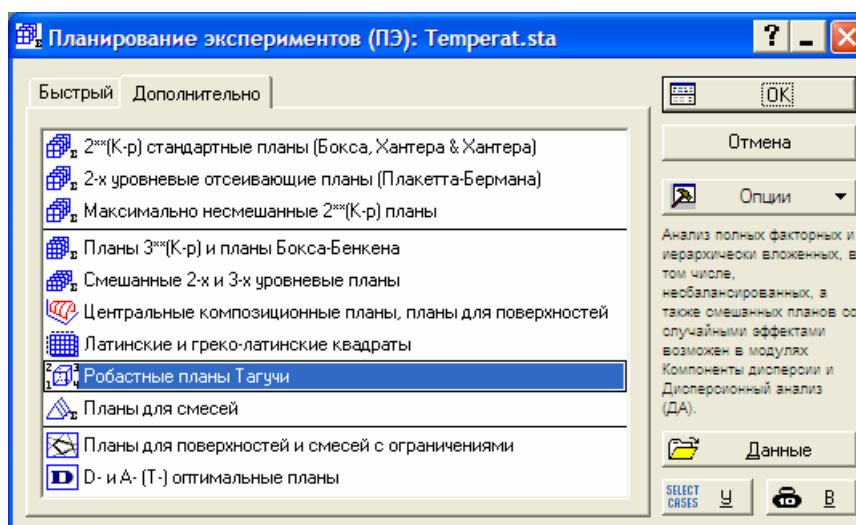 Планирование экспериментов (ПЭ): Temperat.sta
Быстрый
Дополнительно
2**(К-р) стандартные планы (Бокса, Хантера & Хантера)
2-х уровневые отсеивающие планы (Плакетта-Бермана)
Максимально несмешанные 2**(К-р) планы
Планы 3**(К-р) и планы Бокса-Бенкена
Смешанные 2-х и 3-х уровневые планы
Центральные композиционные планы, планы для поверхностей
Латинские и греко-латинские квадраты
Робастные планы Тагучи
Планы для смесей
Планы для поверхностей и смесей с ограничениями
D- и А- (Т-) оптимальные планы
OK
Отмена
Опции
Анализ полных факторных и
иерархически вложенных, в
том числе,
несбалансированных, а
также смешанных планов со
случайными эффектами
возможен в модулях
Компоненты дисперсии и
Дисперсионный анализ
(ДА).
Данные
SELECT
CASES
У
В